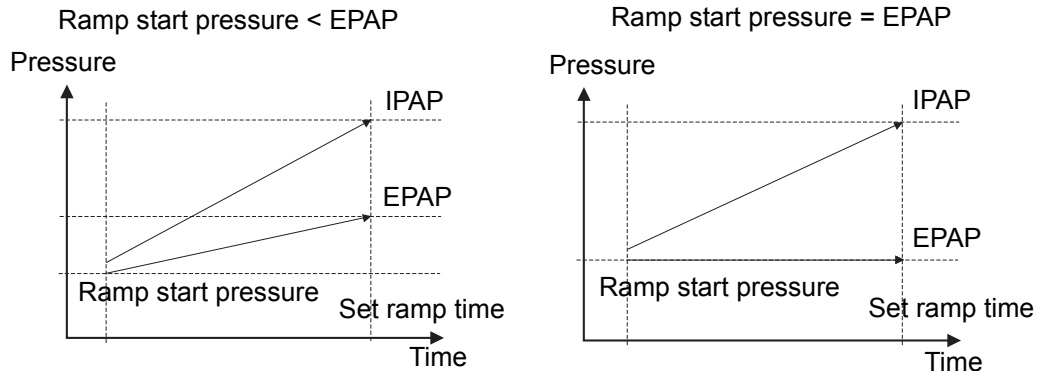 Ramp start pressure < EPAP
Pressure
IPAP
EPAP
Ramp start pressure
Set ramp time
Time
Ramp start pressure = EPAP
Pressure
IPAP
EPAP
Ramp start pressure
Set ramp time
Time